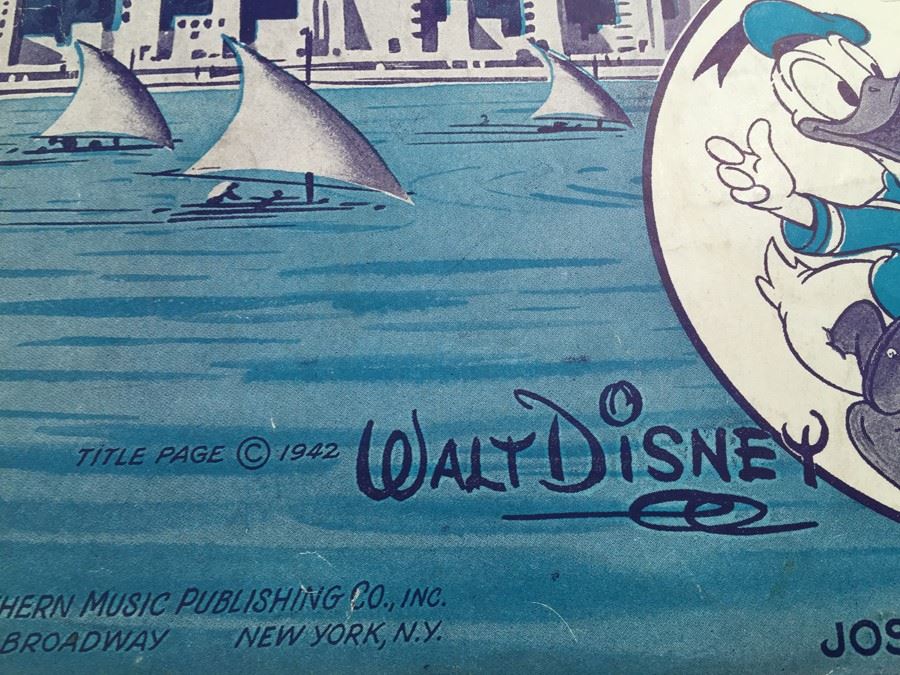 TITLE PAGE © 1942 WALT DISNEY
HERN MUSIC PUBLISHING CO., INC.
BROADWAY NEW YORK, N.Y.
JOS